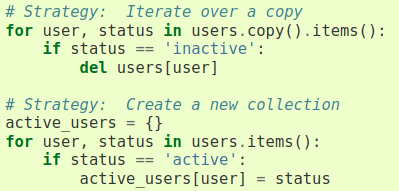 # Strategy:  Iterate over a copy
for user, status in users.copy().items():
    if status == 'inactive':
        del users[user]

# Strategy:  Create a new collection
active_users = {}
for user, status in users.items():
    if status == 'active':
        active_users[user] = status